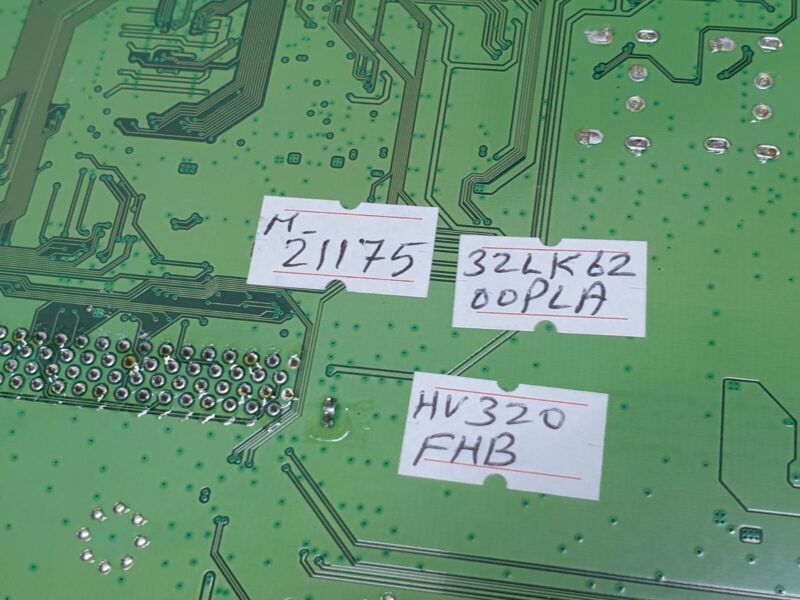 M_
21175
32LK62
00PLA
HV320
FHB